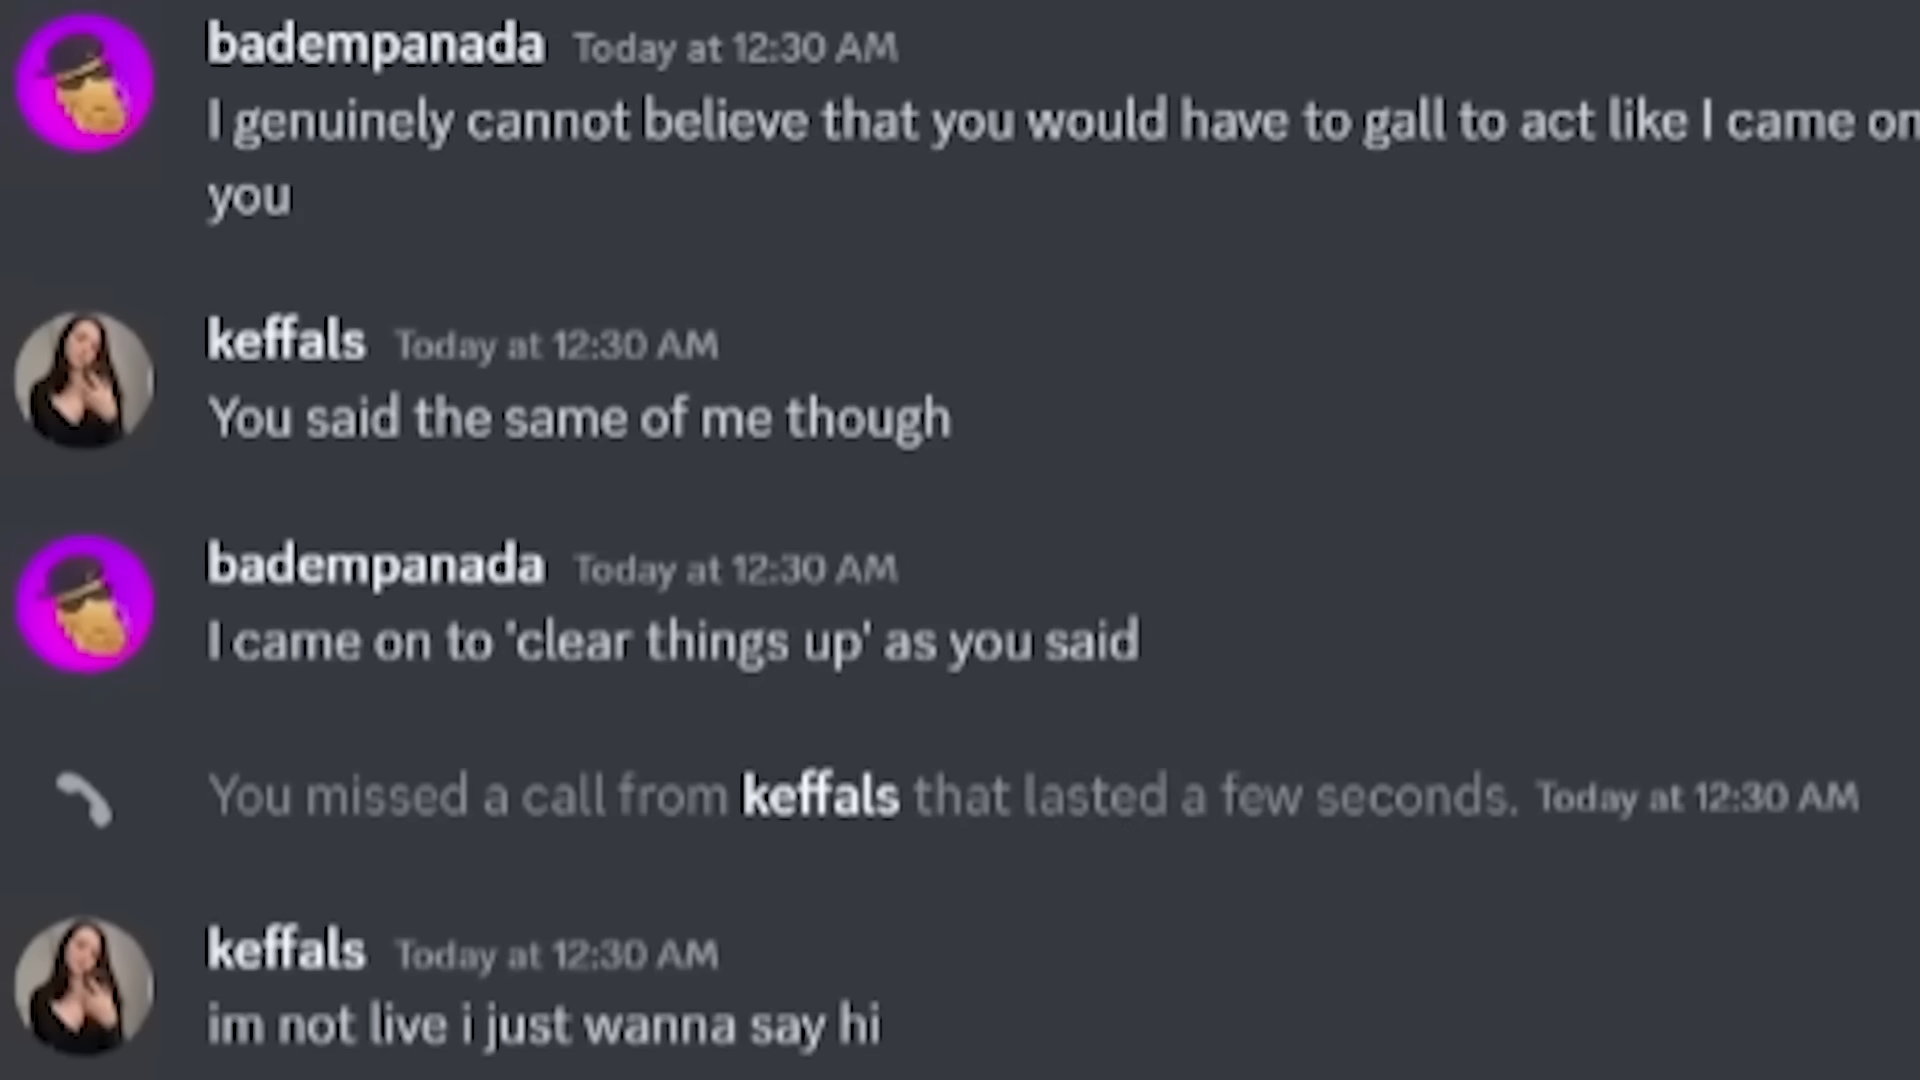 badempanada Today at 12:30 AM
I genuinely cannot believe that you would have to gall to act like I came on
you
keffals Today at 12:30 AM
You said the same of me though
badempanada Today at 12:30 AM
I came on to 'clear things up' as you said
You missed a call from keffals that lasted a few seconds. Today at 12:30 AM
keffals Today at 12:30 AM
im not live i just wanna say hi